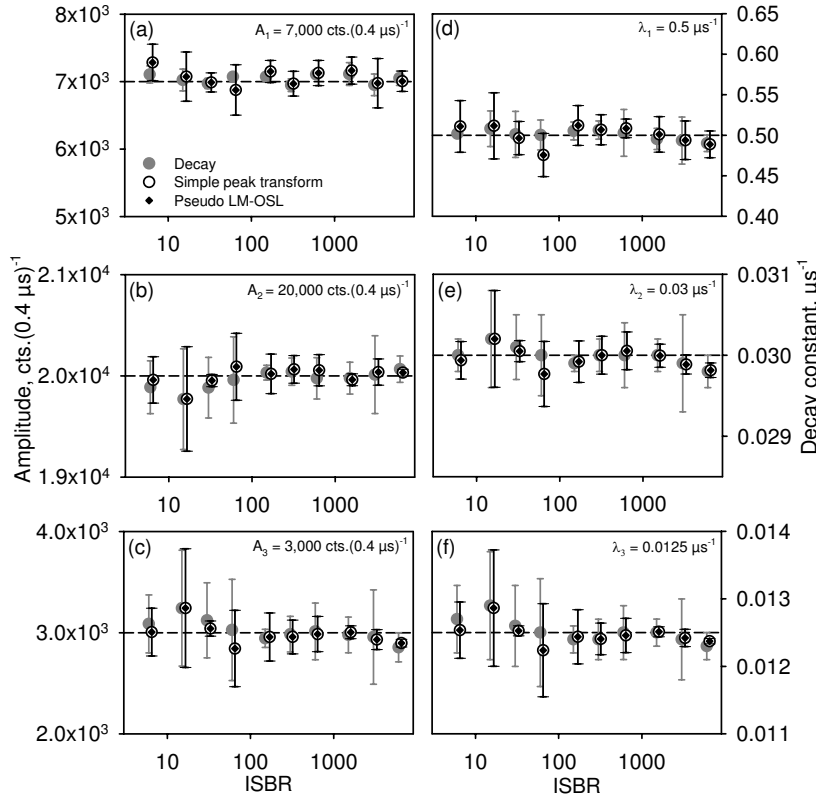 (a)
A₁ = 7,000 cts.(0.4 µs)⁻¹
8x10³
7x10³
6x10³
5x10³
Decay
Simple peak transform
Pseudo LM-OSL
10 100 1000
(d)
λ₁ = 0.5 µs⁻¹
0.65
0.60
0.55
0.50
0.45
0.40
10 100 1000
Amplitude, cts.(0.4 µs)⁻¹
(b)
A₂ = 20,000 cts.(0.4 µs)⁻¹
2.1x10⁴
2.0x10⁴
1.9x10⁴
10 100 1000
(e)
λ₂ = 0.03 µs⁻¹
0.031
0.030
0.029
10 100 1000
Decay constant, µs⁻¹
(c)
A₃ = 3,000 cts.(0.4 µs)⁻¹
4.0x10³
3.0x10³
2.0x10³
10 100 1000
ISBR
(f)
λ₃ = 0.0125 µs⁻¹
0.014
0.013
0.012
0.011
10 100 1000
ISBR